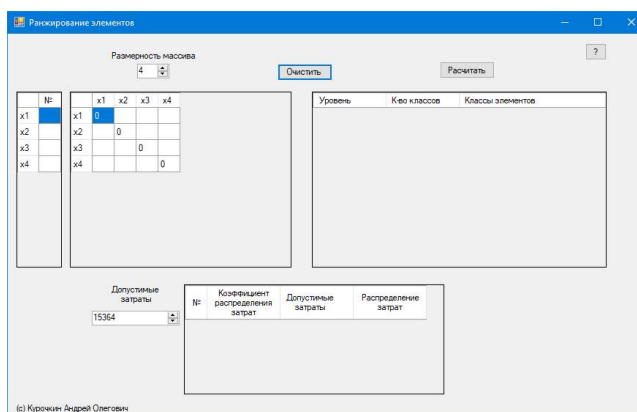 Ранжирование элементов
Размерность массива
4
Очистить
Расчитать
?
№
x1
x2
x3
x4
x1 x2 x3 x4
x1 0
x2 0
x3 0
x4 0
Уровень К-во классов Классы элементов
Допустимые
затраты
15364
№ Коэффициент распределения затрат Допустимые затраты Распределение затрат
(c) Курочкин Андрей Олегович